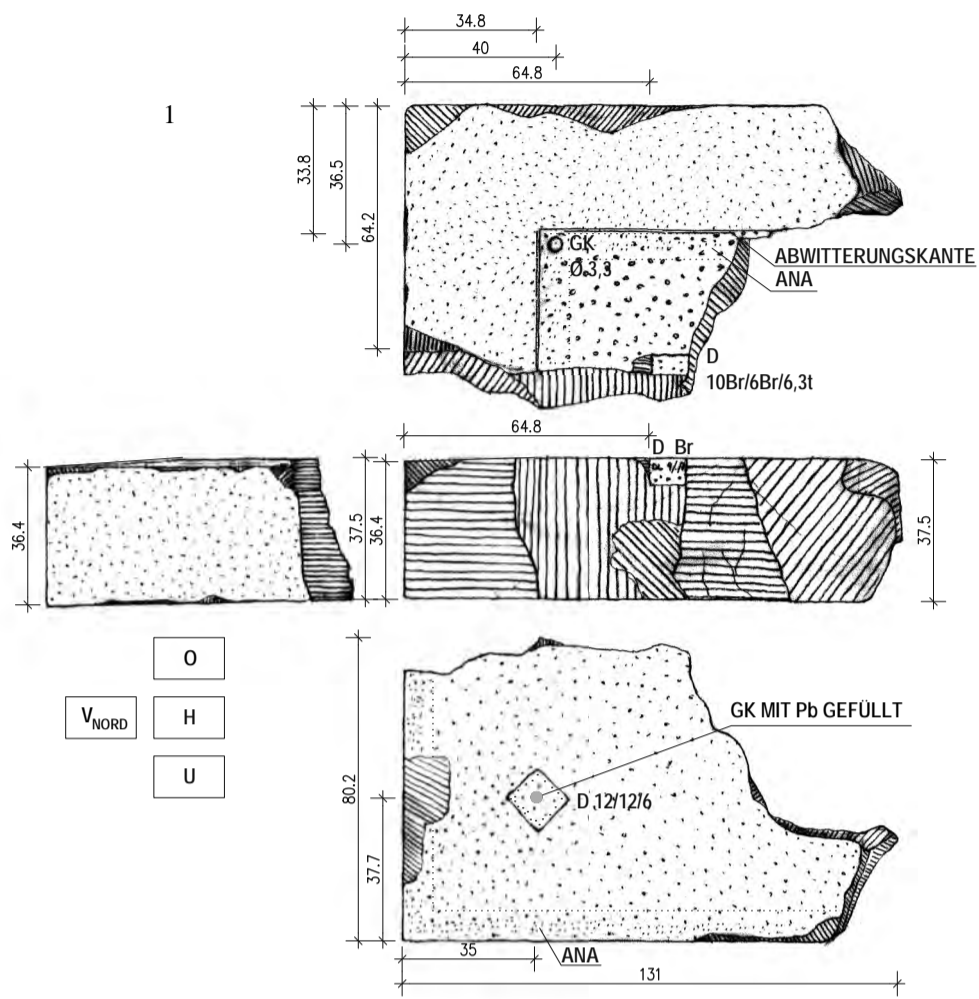 34.8
40
64.8
1
33.8
36.5
64.2
GK
Ø 3,3
ABWITTERUNGSKANTE
ANA
D
10Br/6Br/6,3t
64.8
D Br
36.4
37.5
36.4
37.5
O
V NORD
H
U
GK MIT Pb GEFÜLLT
D 12/12/6
80.2
37.7
35
ANA
131